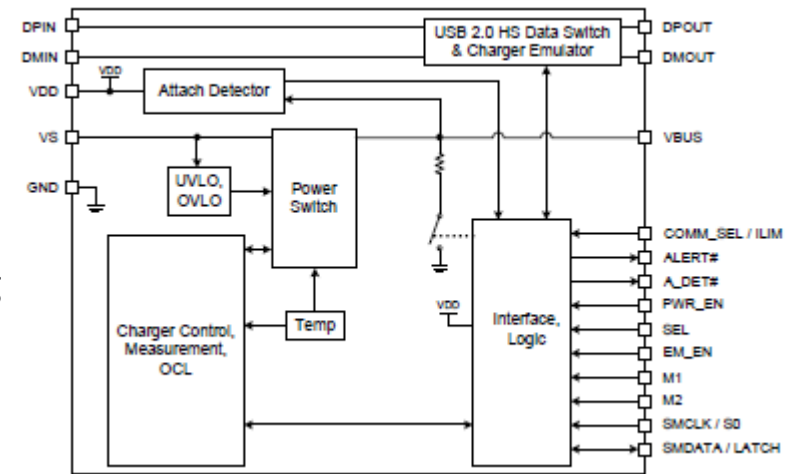 DPIN
DMIN
VDD
VS
GND
VDD
Attach Detector
USB 2.0 HS Data Switch
& Charger Emulator
UVLO,
OVLO
Power
Switch
Charger Control,
Measurement,
OCL
Temp
VDD
Interface,
Logic
DPOUT
DMOUT
VBUS
COMM_SEL / ILIM
ALERT#
A_DET#
PWR_EN
SEL
EM_EN
M1
M2
SMCLK / S0
SMDATA / LATCH